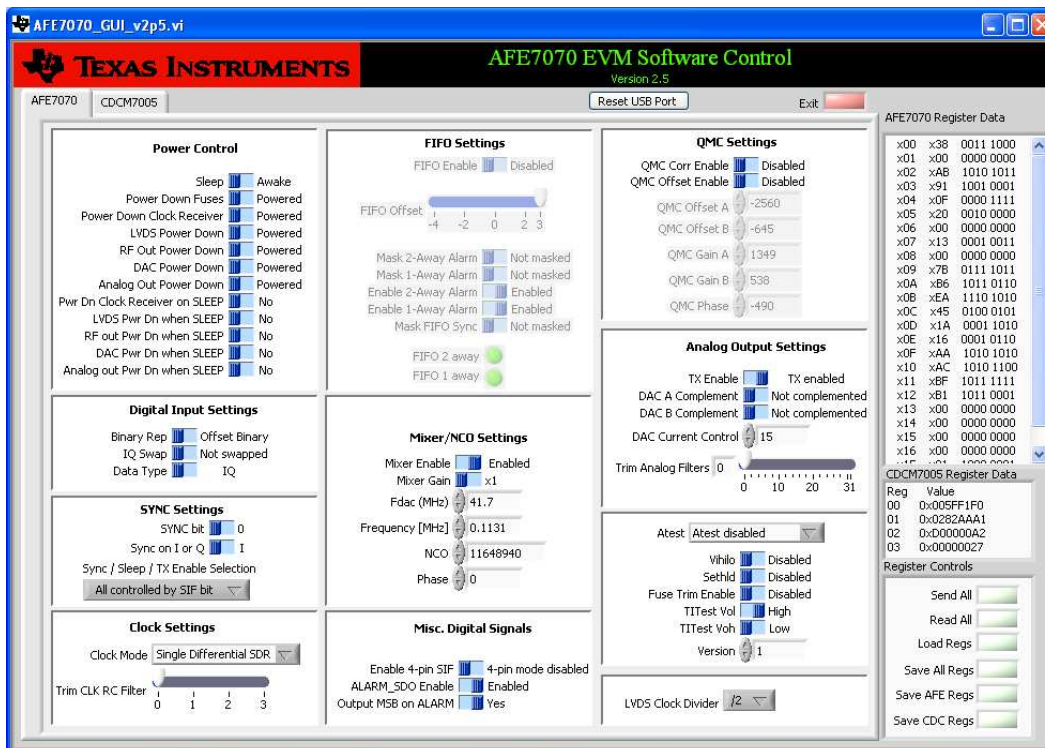 AFE7070_GUI_v2p5.vi
TEXAS INSTRUMENTS
AFE7070 EVM Software Control
Version 2.5
AFE7070 CDCM7005
Reset USB Port
Exit
Power Control
Sleep Awake
Power Down Fuses Powered
Power Down Clock Receiver Powered
LVDS Power Down Powered
RF Out Power Down Powered
DAC Power Down Powered
Analog Out Power Down Powered
Pwr Dn Clock Receiver on SLEEP No
LVDS Pwr Dn when SLEEP No
RF out Pwr Dn when SLEEP No
DAC Pwr Dn when SLEEP No
Analog out Pwr Dn when SLEEP No
Digital Input Settings
Binary Rep Offset Binary
IQ Swap Not swapped
Data Type IQ
SYNC Settings
SYNC bit 0
Sync on I or Q I
Sync / Sleep / TX Enable Selection
All controlled by SIF bit
Clock Settings
Clock Mode Single Differential SDR
Trim CLK RC Filter
0 1 2 3
FIFO Settings
FIFO Enable Disabled
FIFO Offset
-4 -2 0 2 3
Mask 2-Away Alarm Not masked
Mask 1-Away Alarm Not masked
Enable 2-Away Alarm Enabled
Enable 1-Away Alarm Enabled
Mask FIFO Sync Not masked
FIFO 2 away
FIFO 1 away
Mixer/NCO Settings
Mixer Enable Enabled
Mixer Gain x1
Fdac (MHz) 41.7
Frequency [MHz] 0.1131
NCO 11648940
Phase 0
Misc. Digital Signals
Enable 4-pin SIF 4-pin mode disabled
ALARM_SDO Enable Enabled
Output MSB on ALARM Yes
QMC Settings
QMC Corr Enable Disabled
QMC Offset Enable Disabled
QMC Offset A -2560
QMC Offset B -645
QMC Gain A 1349
QMC Gain B 538
QMC Phase -490
Analog Output Settings
TX Enable TX enabled
DAC A Complement Not complemented
DAC B Complement Not complemented
DAC Current Control 15
Trim Analog Filters 0
0 10 20 31
Atest Atest disabled
Vihilo Disabled
Sethld Disabled
Fuse Trim Enable Disabled
TITest Vol High
TITest Voh Low
Version 1
LVDS Clock Divider /2
AFE7070 Register Data
x00 x38 0011 1000
x01 x00 0000 0000
x02 xAB 1010 1011
x03 x91 1001 0001
x04 x0F 0000 1111
x05 x20 0010 0000
x06 x00 0000 0000
x07 x13 0001 0011
x08 x00 0000 0000
x09 x7B 0111 1011
x0A xB6 1011 0110
x0B xEA 1110 1010
x0C x45 0100 0101
x0D x1A 0001 1010
x0E x16 0001 0110
x0F xAA 1010 1010
x10 xAC 1010 1100
x11 xBF 1011 1111
x12 xB1 1011 0001
x13 x00 0000 0000
x14 x00 0000 0000
x15 x00 0000 0000
x16 x00 0000 0000
CDCM7005 Register Data
Reg Value
00 0x005FF1F0
01 0x0282AAA1
02 0xD00000A2
03 0x00000027
Register Controls
Send All
Read All
Load Regs
Save All Regs
Save AFE Regs
Save CDC Regs